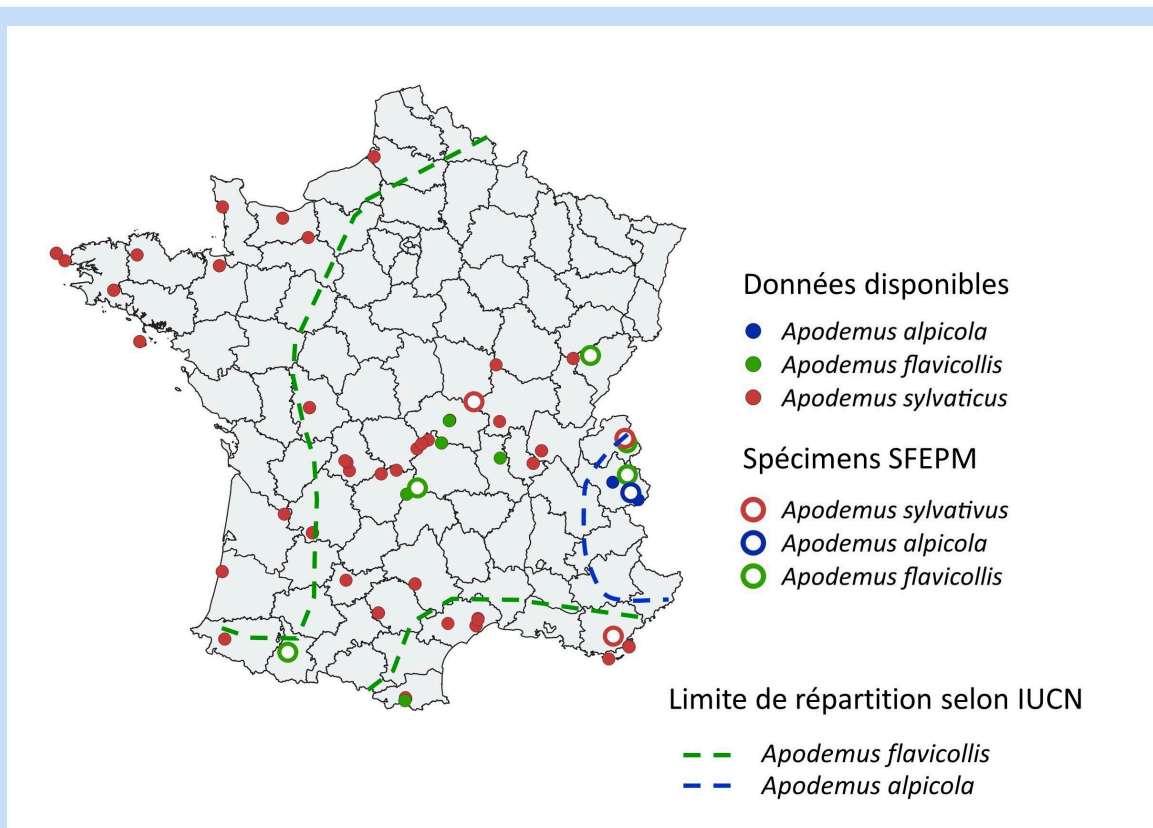 Données disponibles
Apodemus alpicola
Apodemus flavicollis
Apodemus sylvaticus
Spécimens SFEPM
Apodemus sylvativus
Apodemus alpicola
Apodemus flavicollis
Limite de répartition selon IUCN
Apodemus flavicollis
Apodemus alpicola